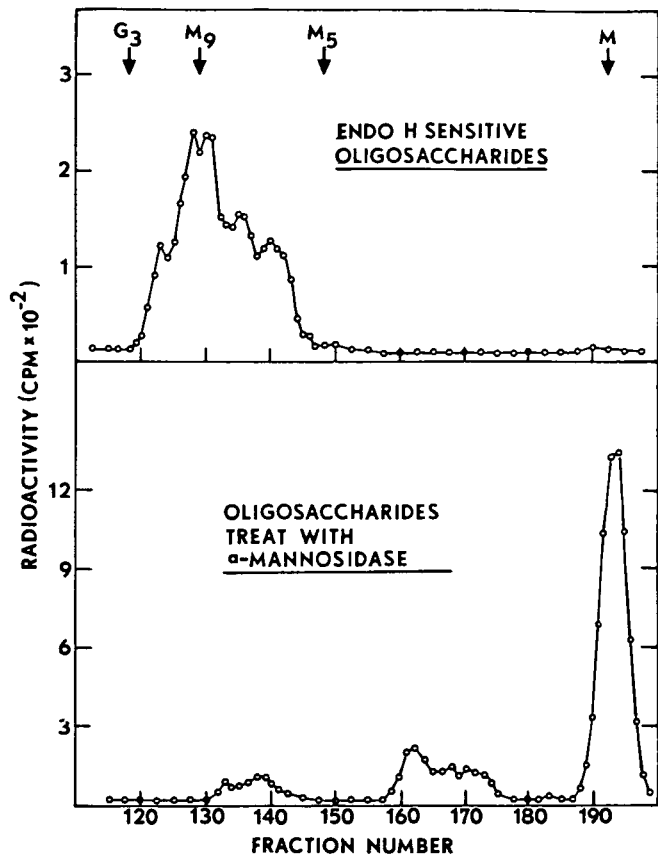 G3 M9 M5 M
3
2
1
ENDO H SENSITIVE
OLIGOSACCHARIDES
RADIOACTIVITY (CPM×10-2)
12
9
6
3
OLIGOSACCHARIDES
TREAT WITH
α-MANNOSIDASE
120 130 140 150 160 170 180 190
FRACTION NUMBER